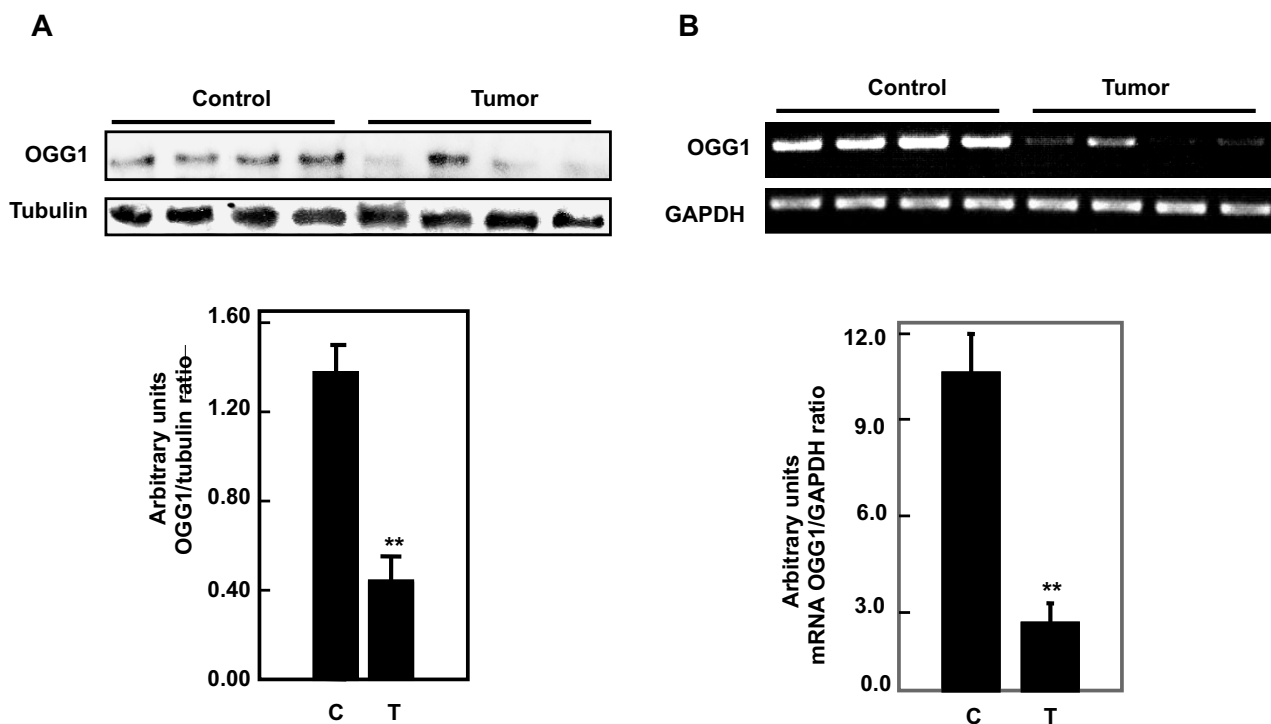 A
Control Tumor
OGG1
Tubulin
1.60
1.20
0.80
0.40
0.00
Arbitrary units
OGG1/tubulin ratio
**
C T
B
Control Tumor
OGG1
GAPDH
12.0
9.0
6.0
3.0
0.0
Arbitrary units
mRNA OGG1/GAPDH ratio
**
C T